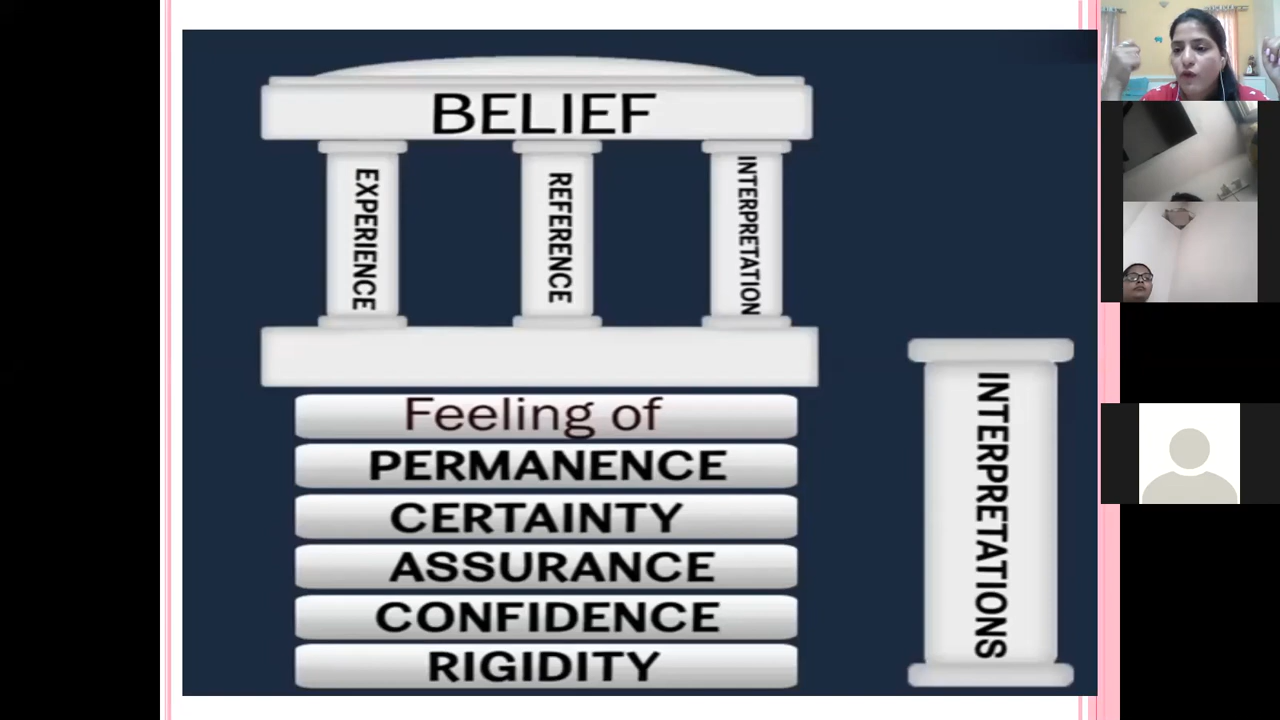 BELIEF
EXPERIENCE
REFERENCE
INTERPRETATION
Feeling of
PERMANENCE
CERTAINTY
ASSURANCE
CONFIDENCE
RIGIDITY
INTERPRETATIONS